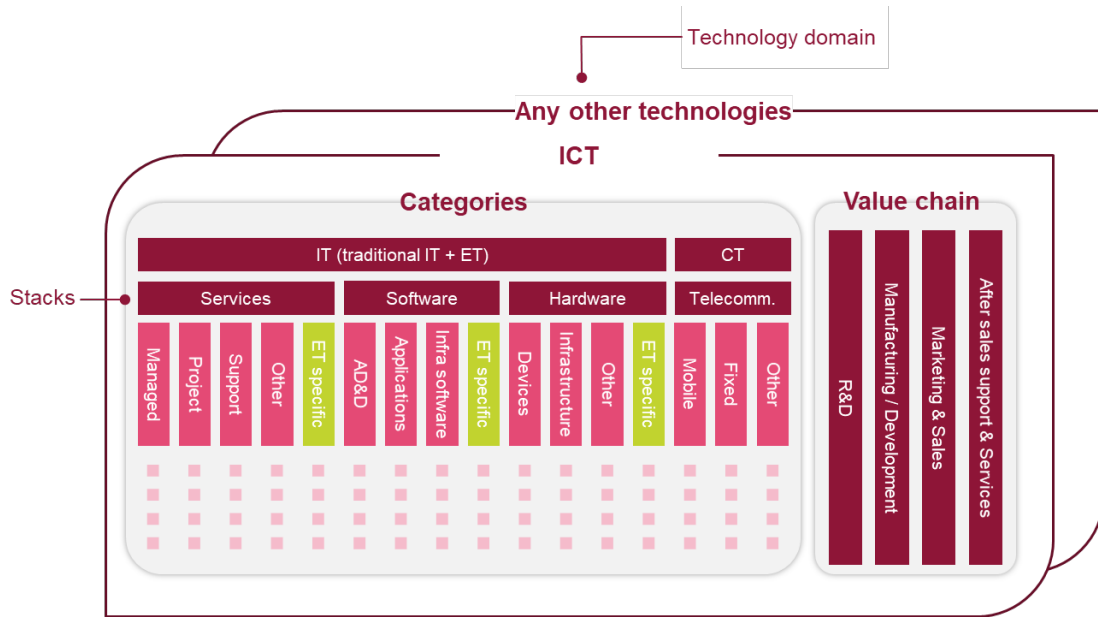 Technology domain
Any other technologies
ICT
Categories
Value chain
IT (traditional IT + ET)
CT
Stacks
Services
Software
Hardware
Telecomm.
Managed
Project
Support
Other
ET specific
AD&D
Applications
Infra software
ET specific
Devices
Infrastructure
Other
ET specific
Mobile
Fixed
Other
R&D
Manufacturing / Development
Marketing & Sales
After sales support & Services